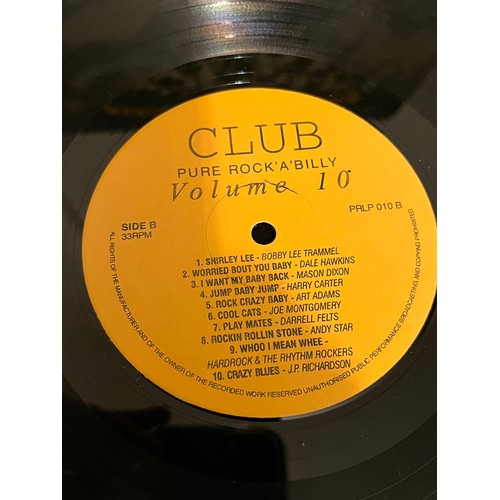 CLUB
PURE ROCK'A'BILLY
Volume 10
SIDE B
33RPM
PRLP 010 B
1. SHIRLEY LEE - BOBBY LEE TRAMMEL
2. WORRIED BOUT YOU BABY - DALE HAWKINS
3. I WANT MY BABY BACK - MASON DIXON
4. JUMP BABY JUMP - HARRY CARTER
5. ROCK CRAZY BABY - ART ADAMS
6. COOL CATS - JOE MONTGOMERY
7. PLAY MATES - DARRELL FELTS
8. ROCKIN ROLLIN STONE - ANDY STAR
9. WHOO I MEAN WHEE -
HARDROCK & THE RHYTHM ROCKERS
10. CRAZY BLUES - J.P. RICHARDSON
ALL RIGHTS OF THE MANUFACTURER AND OF THE OWNER OF THE RECORDED WORK RESERVED UNAUTHORISED PUBLIC PERFORMANCE BROADCASTING AND COPYING PROHIBITED